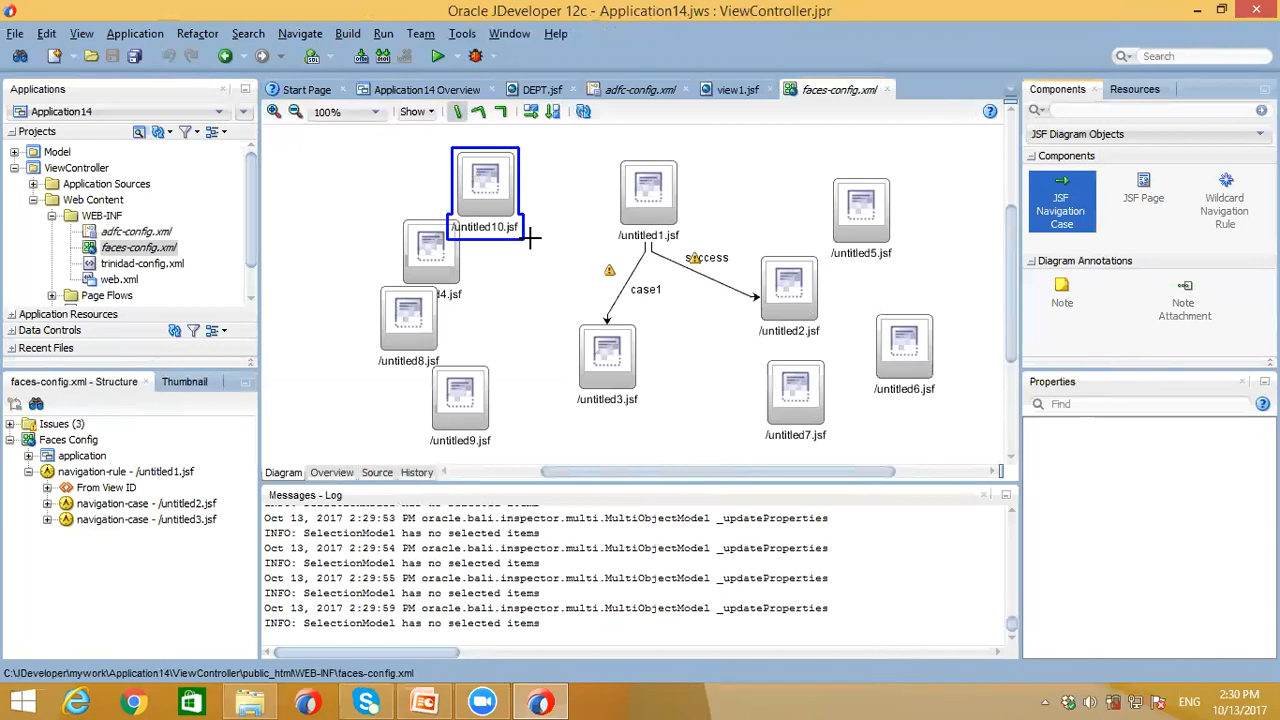 Oracle JDeveloper 12c - Application14.jws : ViewController.jpr
File Edit View Application Refactor Search Navigate Build Run Team Tools Window Help
Search
Applications
Application14
Projects
Model
ViewController
Application Sources
Web Content
WEB-INF
adfc-config.xml
faces-config.xml
trinidad-config.xml
web.xml
Page Flows
Application Resources
Data Controls
Recent Files
faces-config.xml - Structure
Thumbnail
Issues (3)
Faces Config
application
navigation-rule - /untitled1.jsf
From View ID
navigation-case - /untitled2.jsf
navigation-case - /untitled3.jsf
Start Page
Application14 Overview
DEPT.jsf
adfc-config.xml
view1.jsf
faces-config.xml
100%
Show
/untitled10.jsf
/untitled1.jsf
/untitled5.jsf
success
d4.jsf
case1
/untitled2.jsf
/untitled8.jsf
/untitled3.jsf
/untitled6.jsf
/untitled9.jsf
/untitled7.jsf
Diagram Overview Source History
Messages - Log
Oct 13, 2017 2:29:53 PM oracle.bali.inspector.multi.MultiObjectModel _updateProperties
INFO: SelectionModel has no selected items
Oct 13, 2017 2:29:54 PM oracle.bali.inspector.multi.MultiObjectModel _updateProperties
INFO: SelectionModel has no selected items
Oct 13, 2017 2:29:55 PM oracle.bali.inspector.multi.MultiObjectModel _updateProperties
INFO: SelectionModel has no selected items
Oct 13, 2017 2:29:59 PM oracle.bali.inspector.multi.MultiObjectModel _updateProperties
INFO: SelectionModel has no selected items
Components
Resources
JSF Diagram Objects
Components
JSF
Navigation
Case
JSF Page
Wildcard
Navigation
Rule
Diagram Annotations
Note
Note
Attachment
Properties
Find
C:\JDeveloper\mywork\Application14\ViewController\public_html\WEB-INF\faces-config.xml
ENG
2:30 PM
10/13/2017